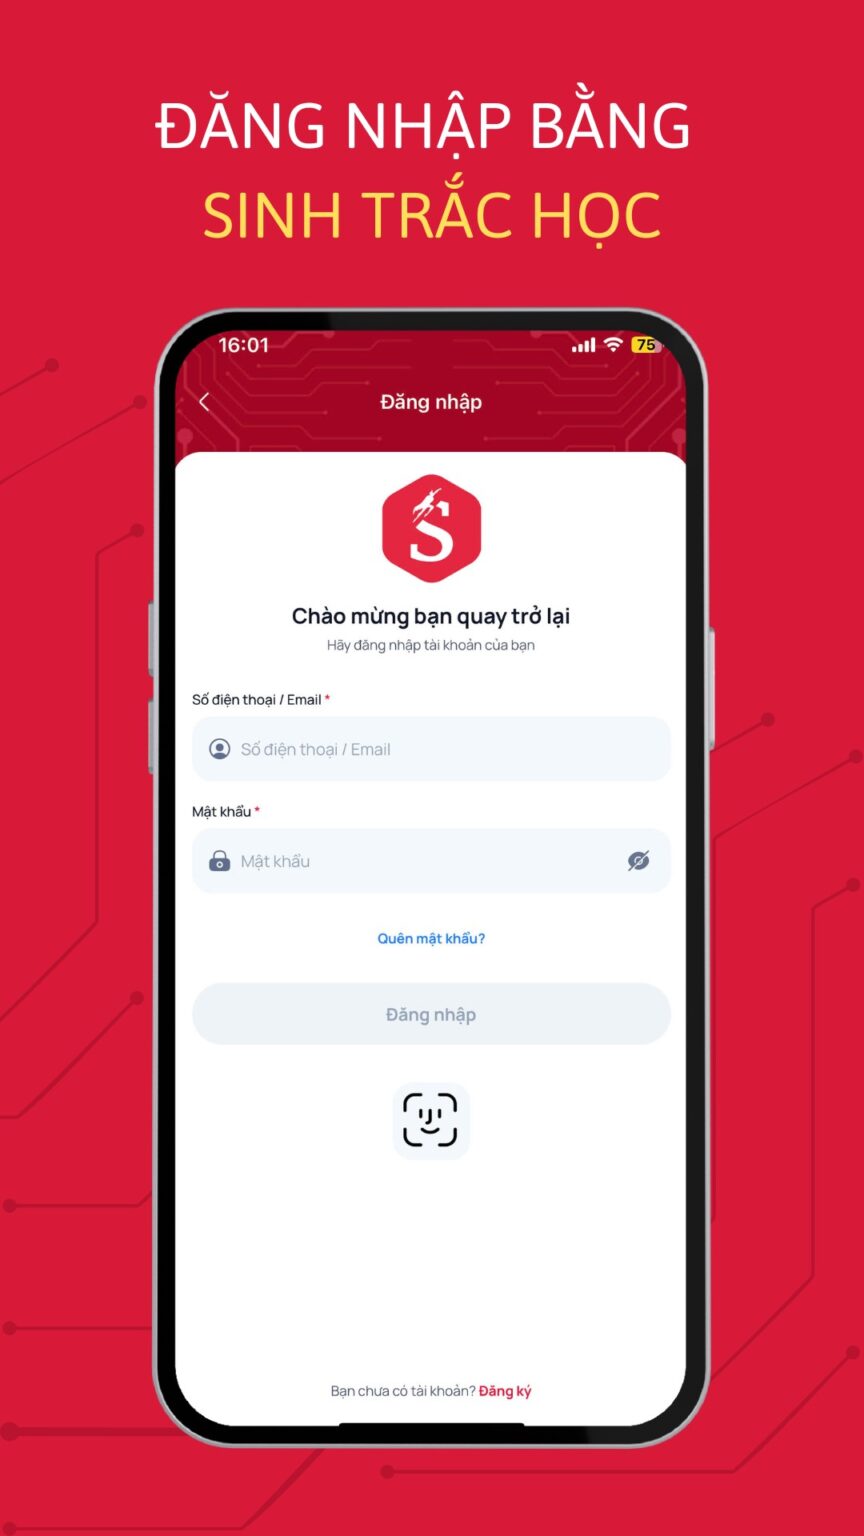 ĐĂNG NHẬP BẰNG
SINH TRẮC HỌC
16:01
75
Đăng nhập
S
Chào mừng bạn quay trở lại
Hãy đăng nhập tài khoản của bạn
Số điện thoại / Email *
Số điện thoại / Email
Mật khẩu *
Mật khẩu
Quên mật khẩu?
Đăng nhập
Bạn chưa có tài khoản? Đăng ký